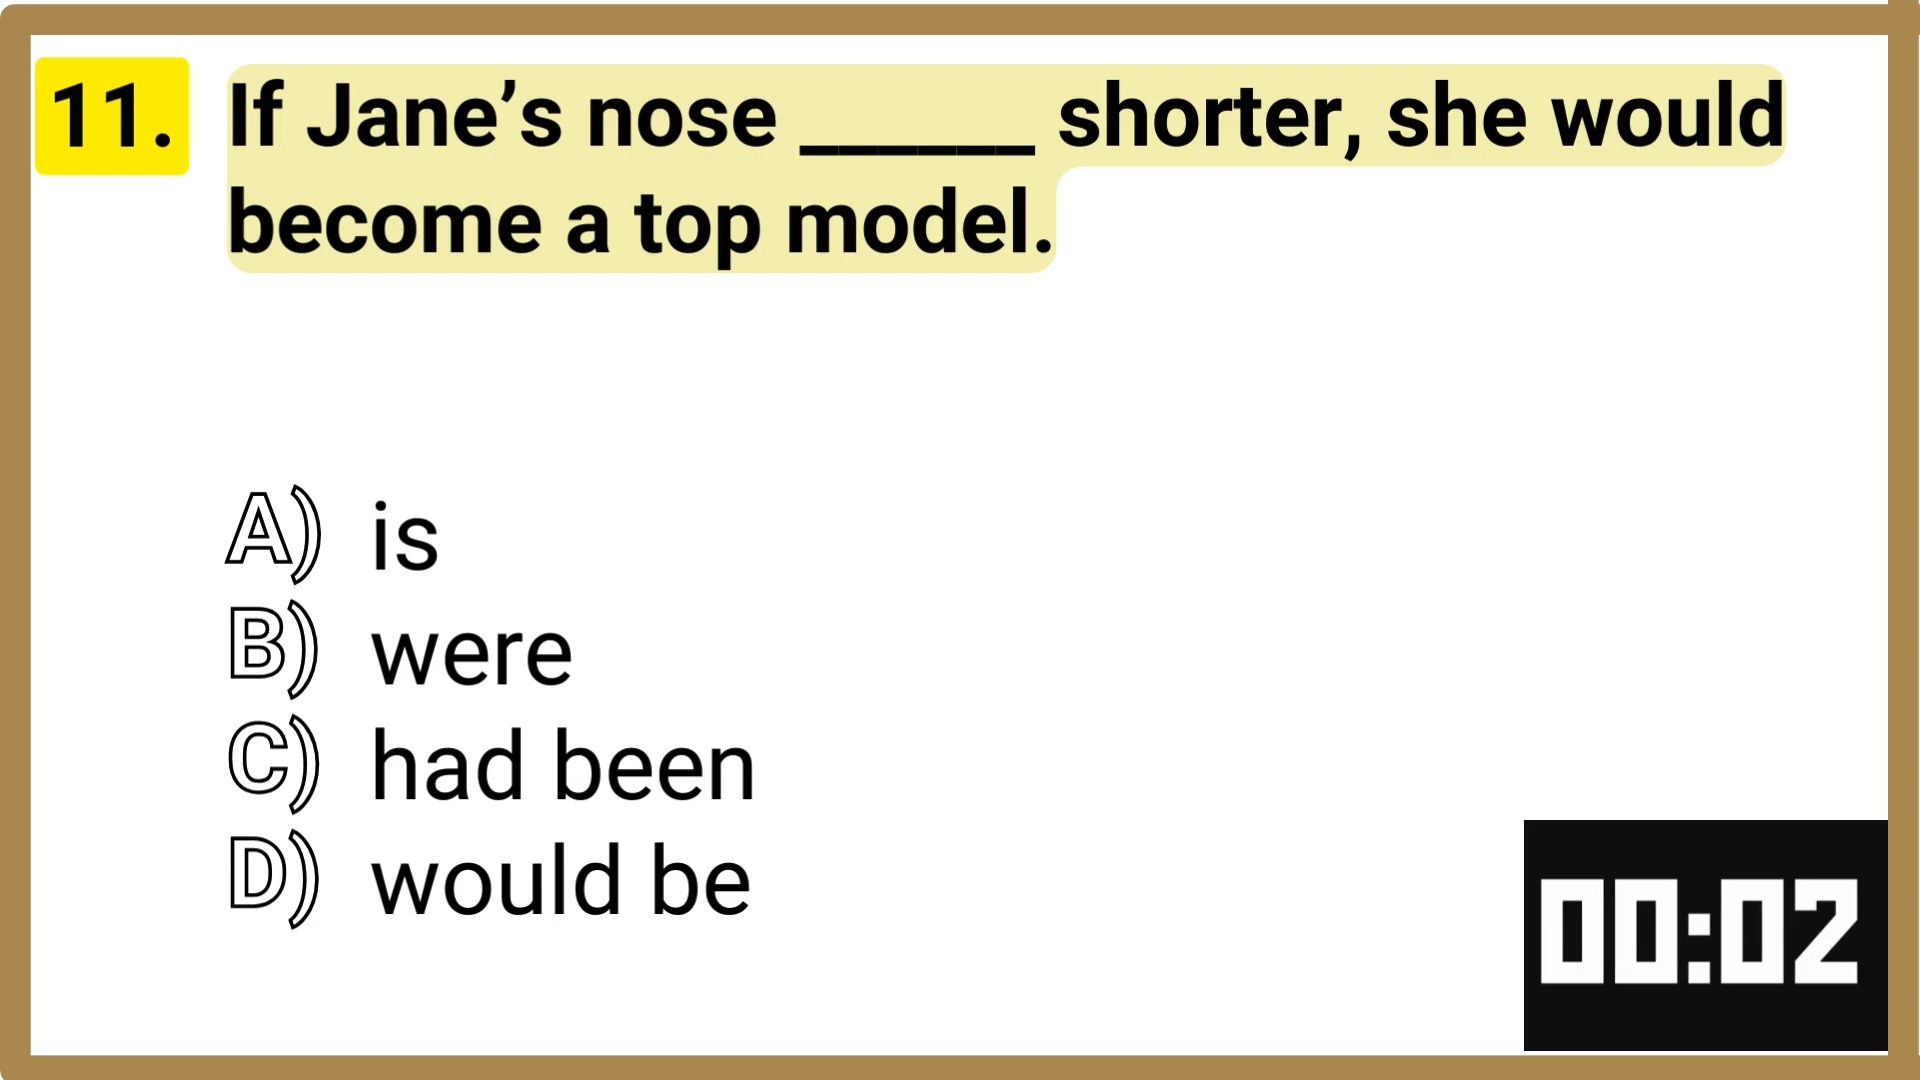 11. If Jane’s nose ______ shorter, she would
become a top model.
A) is
B) were
C) had been
D) would be
00:02